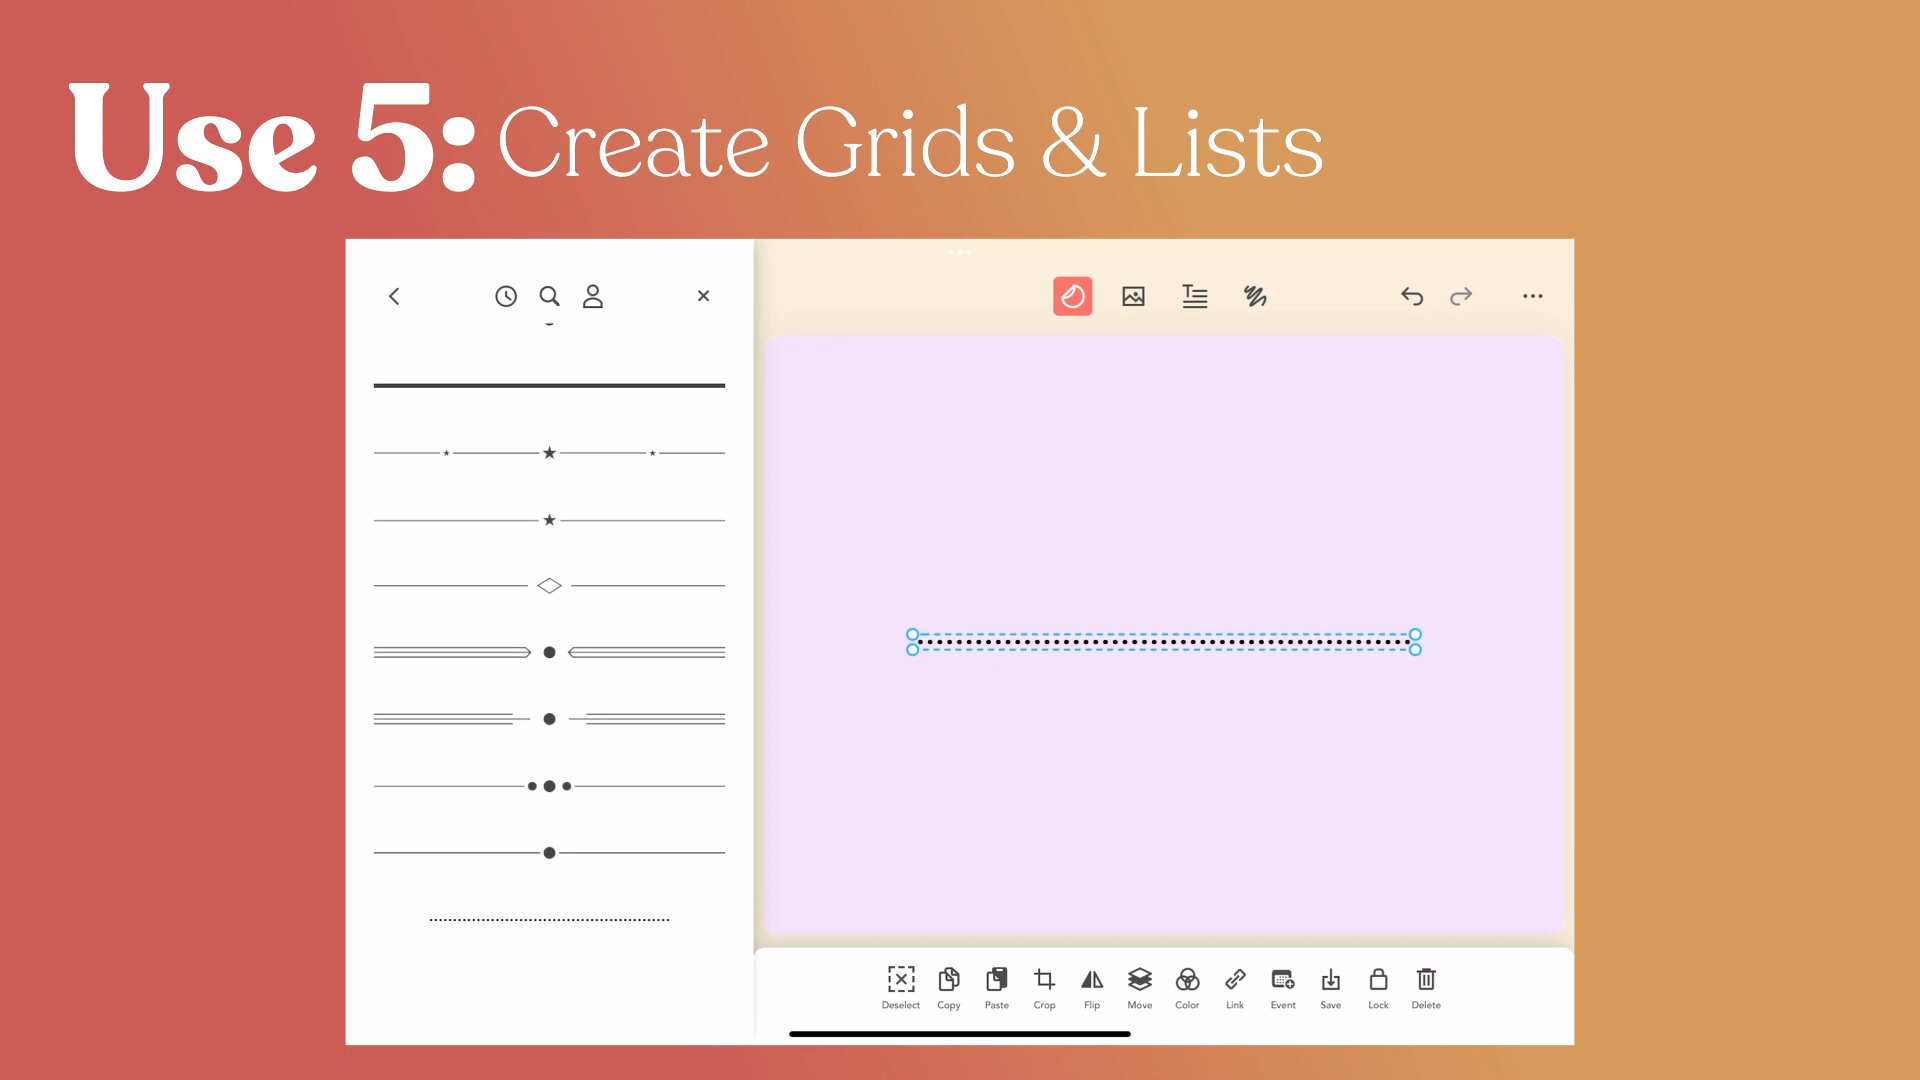 Use 5: Create Grids & Lists
Deselect Copy Paste Crop Flip Move Color Link Event Save Lock Delete